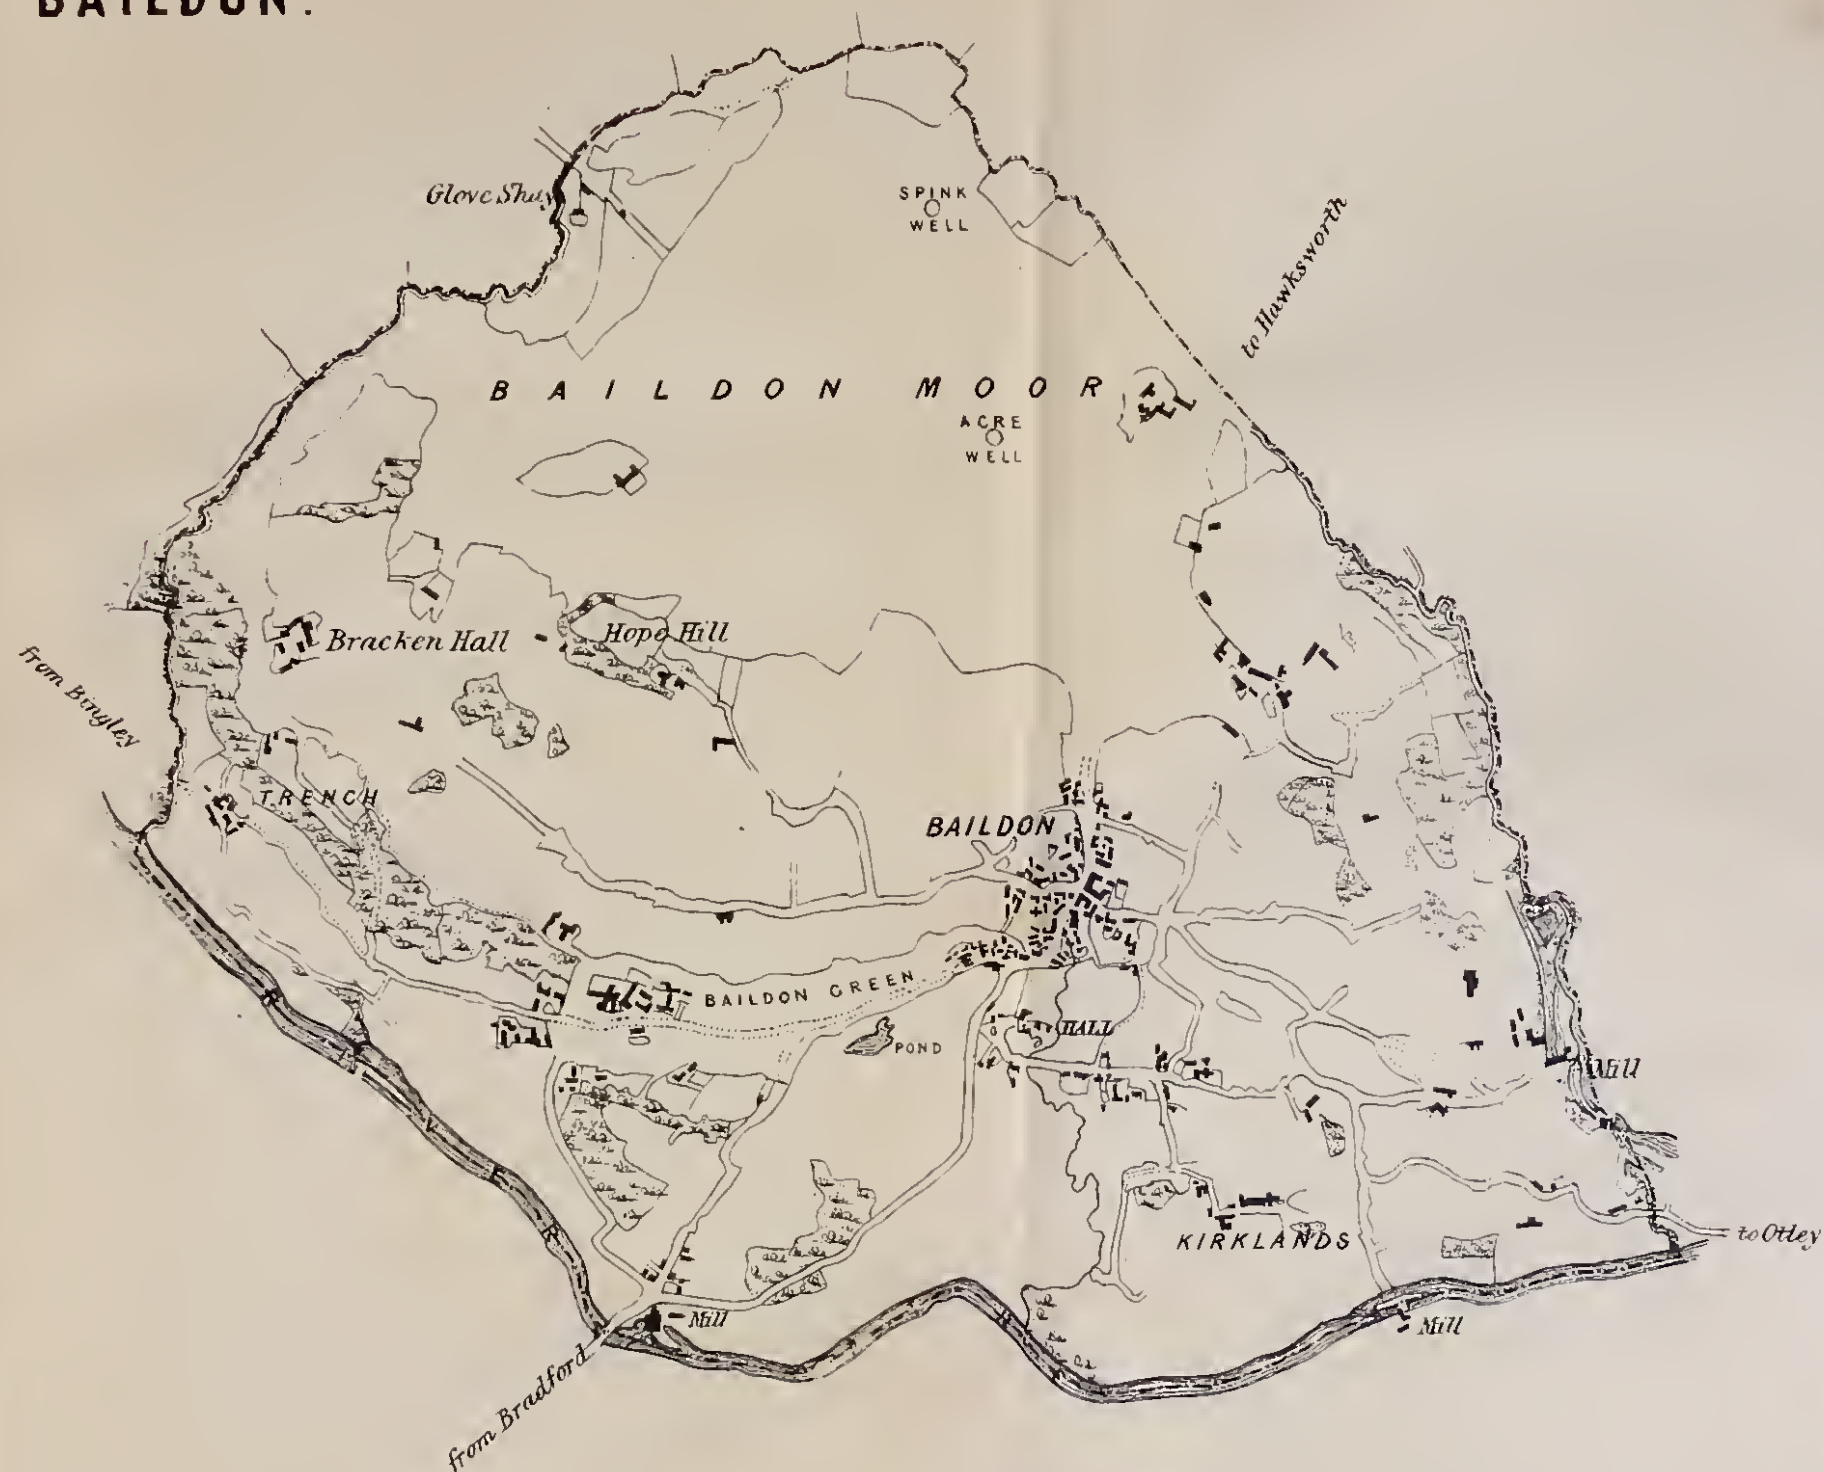 BAILDON.
Glove Shay
SPINK
WELL
to Hawksworth
BAILDON MOOR
ACRE
WELL
Bracken Hall
Hope Hill
from Bingley
TRENCH
BAILDON
BAILDON GREEN
POND
HALL
Mill
RIVER
KIRKLANDS
to Otley
Mill
Mill
from Bradford